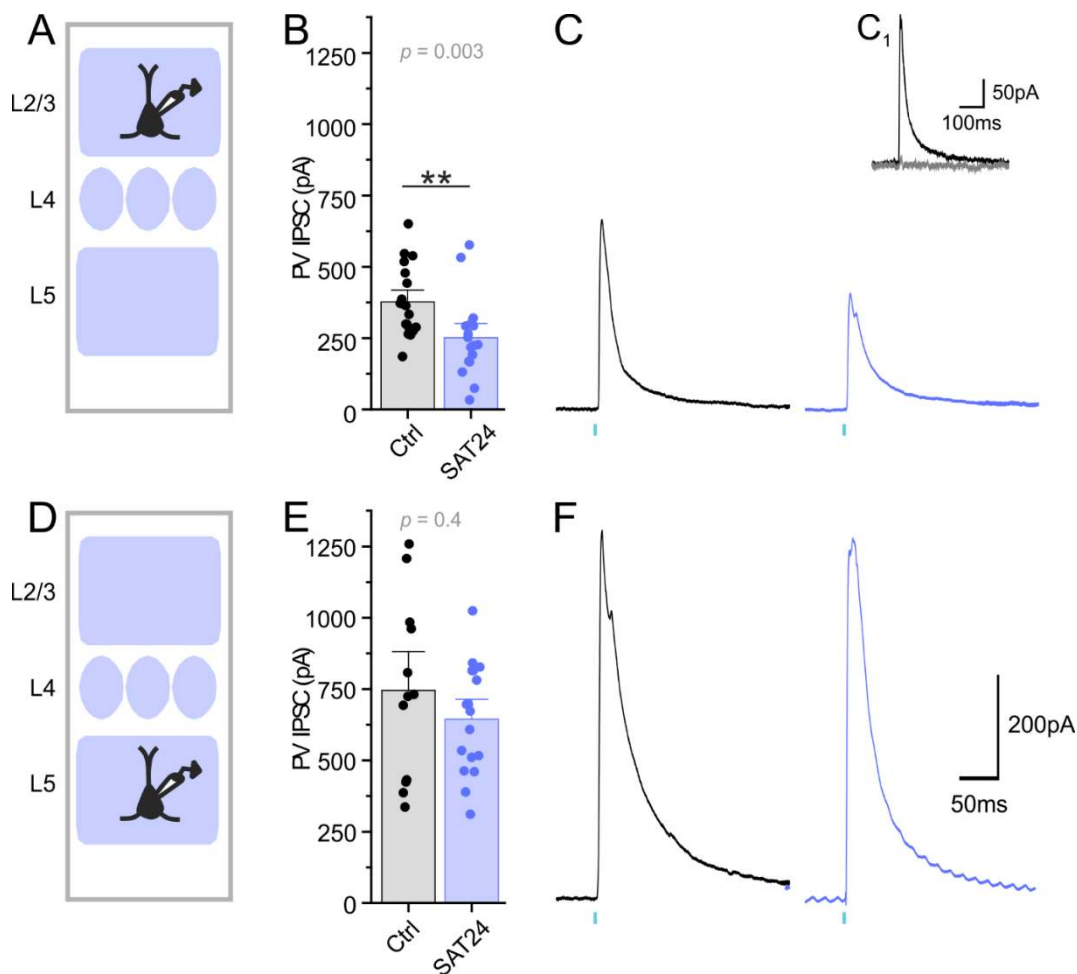 A
L2/3
L4
L5
B
p = 0.003
**
PV IPSC (pA)
1250
1000
750
500
250
0
Ctrl
SAT24
C
C1
50pA
100ms
D
L2/3
L4
L5
E
p = 0.4
PV IPSC (pA)
1250
1000
750
500
250
0
Ctrl
SAT24
F
200pA
50ms